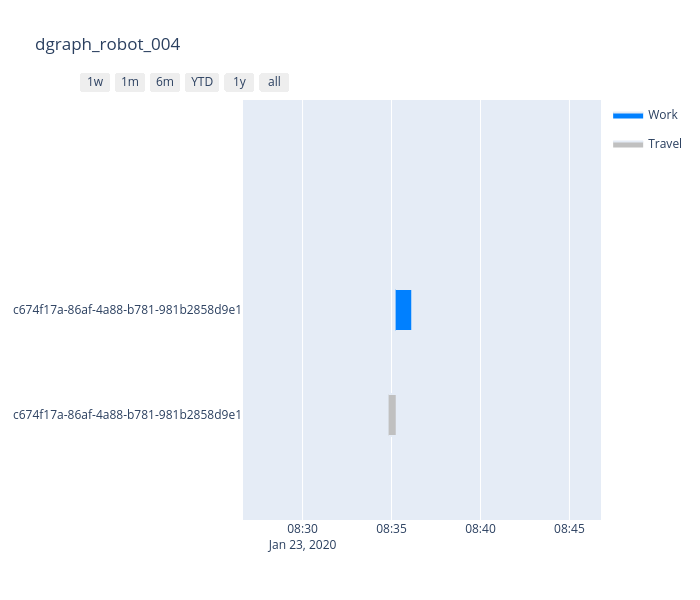 dgraph_robot_004
1w 1m 6m YTD 1y all
Work
Travel
c674f17a-86af-4a88-b781-981b2858d9e1
c674f17a-86af-4a88-b781-981b2858d9e1
08:30 08:35 08:40 08:45
Jan 23, 2020